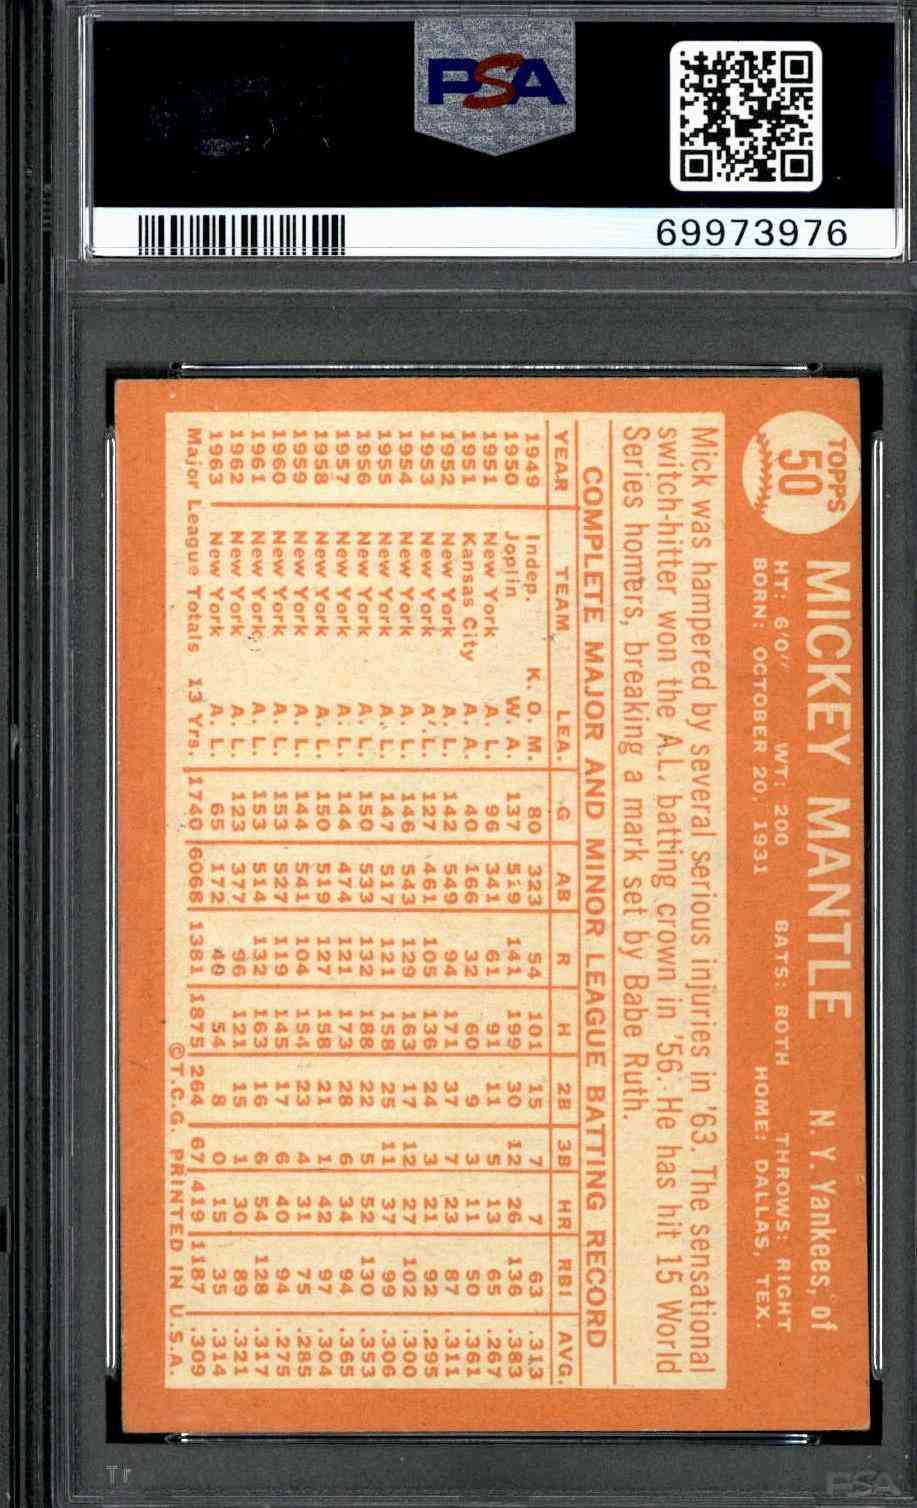 PSA
69973976
TOPPS
50
MICKEY MANTLE N. Y. Yankees, of
HT: 6'0" WT: 200 BATS: BOTH THROWS: RIGHT
BORN: OCTOBER 20, 1931 HOME: DALLAS, TEX.
Mick was hampered by several serious injuries in '63. The sensational
switch-hitter won the A.L. batting crown in '56. He has hit 15 World
Series homers, breaking a mark set by Babe Ruth.
COMPLETE MAJOR AND MINOR LEAGUE BATTING RECORD
YEAR TEAM LEA. G AB R H 2B 3B HR RBI AVG.
1949 Indep. K. O. M. 80 323 54 101 15 7 7 63 .313
1950 Joplin W. A. 137 519 141 199 30 12 26 136 .383
1951 New York A. L. 96 341 61 91 11 5 13 65 .267
1951 Kansas City A. A. 40 166 32 60 9 3 11 50 .361
1952 New York A. L. 142 549 94 171 37 7 23 87 .311
1953 New York A. L. 127 461 105 136 24 3 21 92 .295
1954 New York A. L. 146 543 129 163 17 12 27 102 .300
1955 New York A. L. 147 517 121 158 25 11 37 99 .306
1956 New York A. L. 150 533 132 188 22 5 52 130 .353
1957 New York A. L. 144 474 121 173 28 6 34 94 .365
1958 New York A. L. 150 519 127 158 21 1 42 97 .304
1959 New York A. L. 144 541 104 154 23 4 31 75 .285
1960 New York A. L. 153 527 119 145 17 6 40 94 .275
1961 New York A. L. 153 514 132 163 16 6 54 128 .317
1962 New York A. L. 123 377 96 121 15 1 30 89 .321
1963 New York A. L. 65 172 40 54 8 0 15 35 .314
Major League Totals 13 Yrs. 1740 6068 1381 1875 264 67 419 1187 .309
©T.C.G. PRINTED IN U.S.A.
PSA